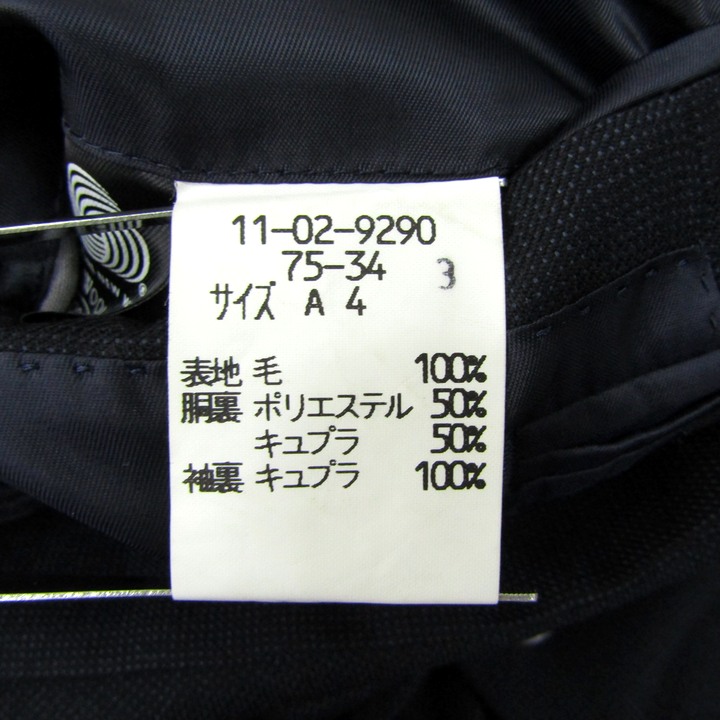 11-02-9290
75-34
3
サイズ A 4
表地 毛 100%
胴裏 ポリエステル 50%
キュプラ 50%
袖裏 キュプラ 100%